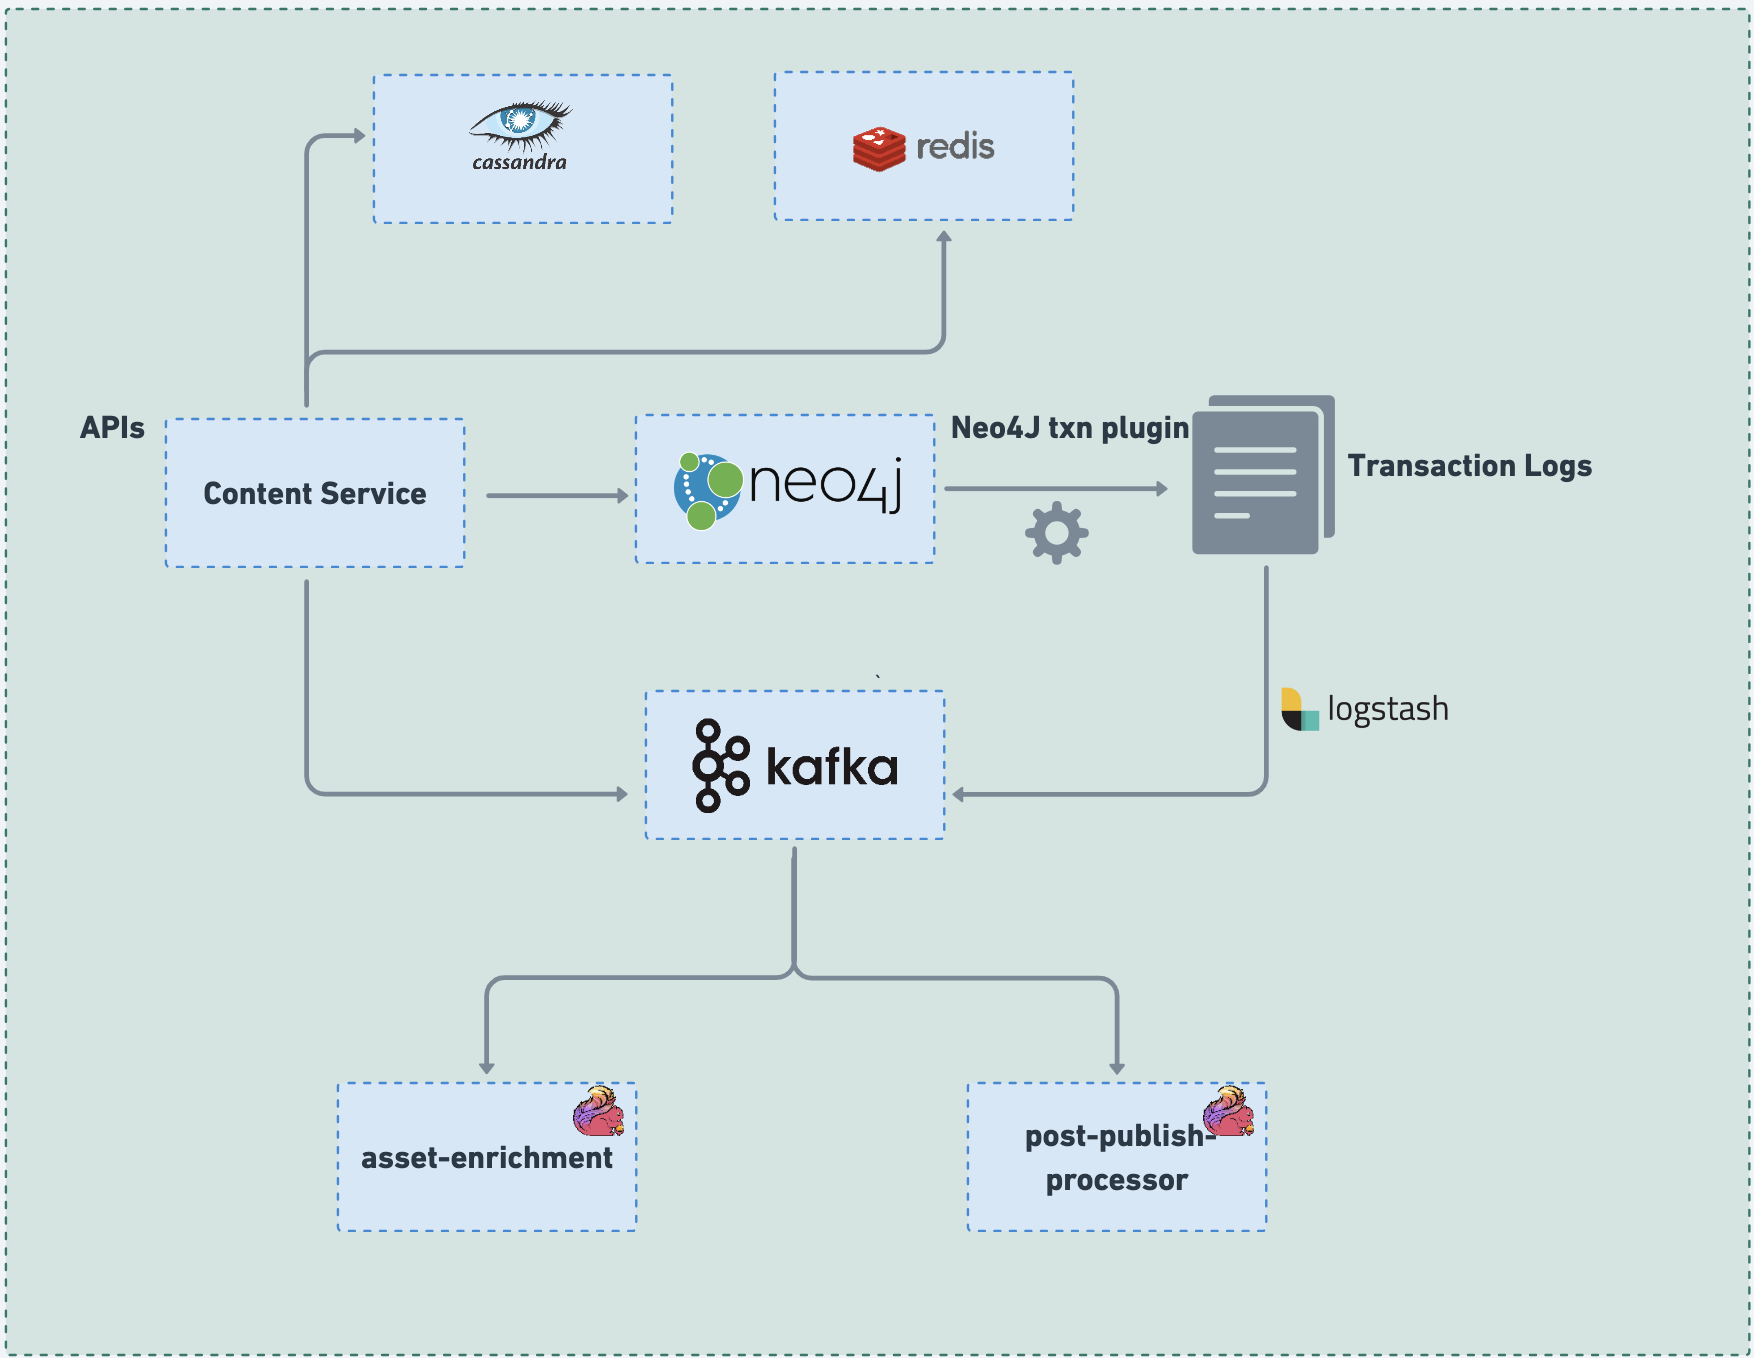 cassandra
redis
APIs
Content Service
neo4j
Neo4J txn plugin
Transaction Logs
`
kafka
logstash
asset-enrichment
post-publish-
processor